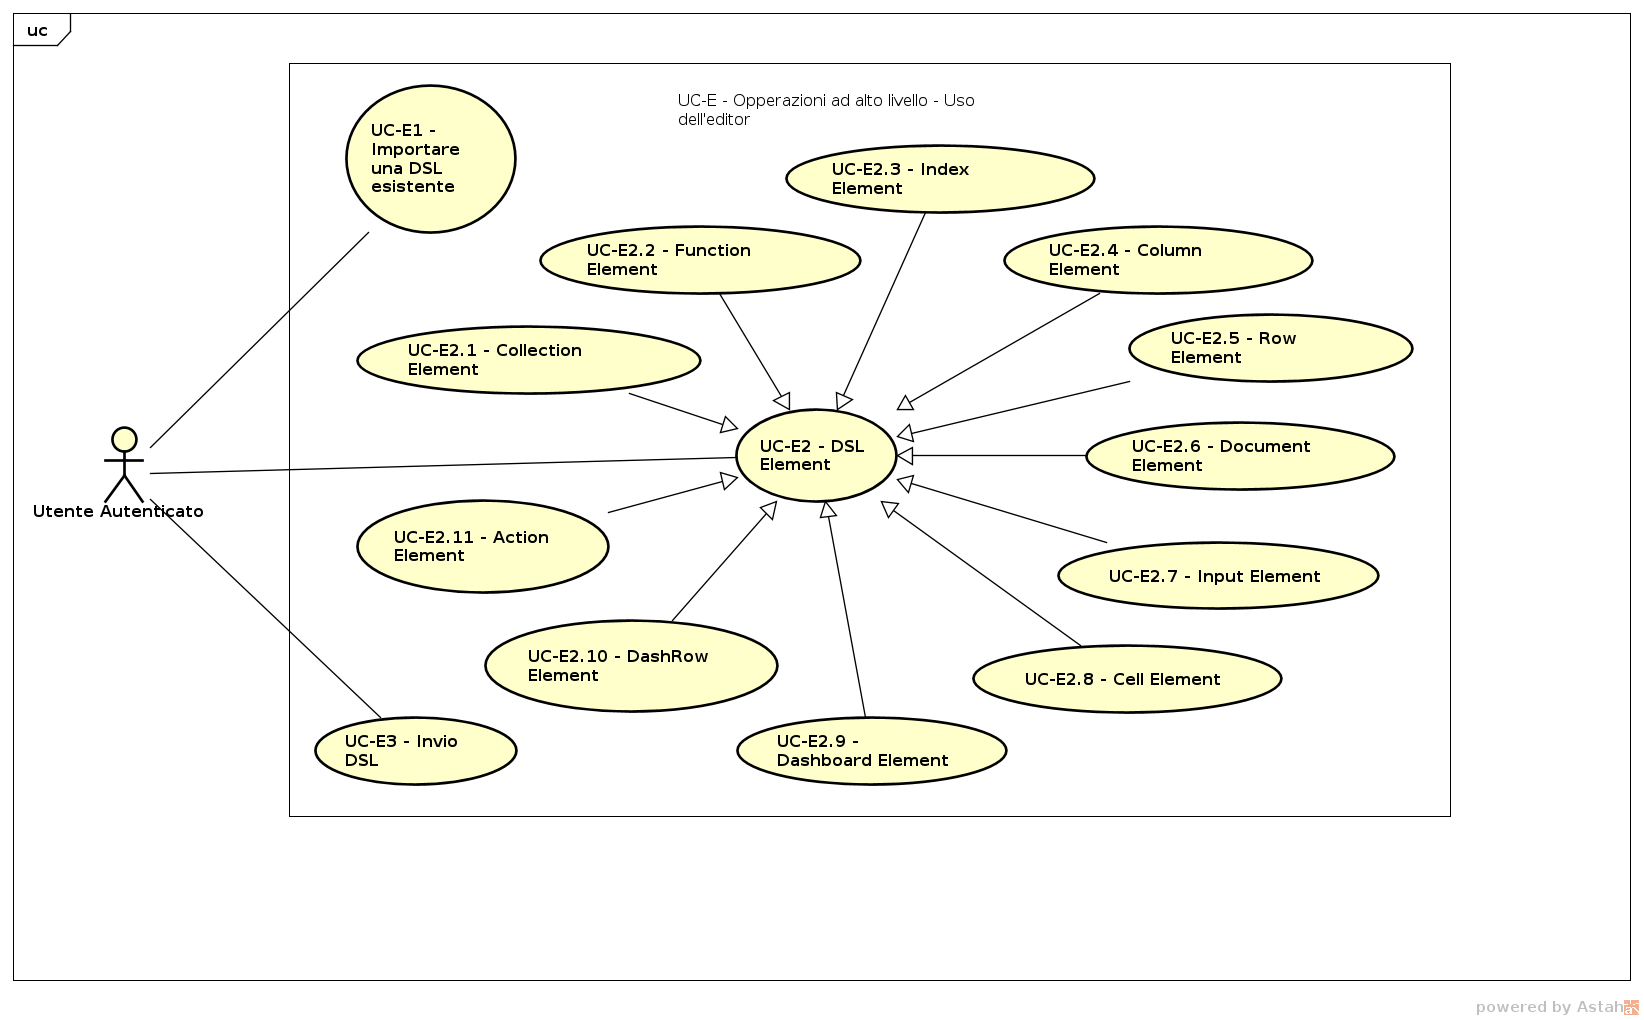 uc
UC-E - Opperazioni ad alto livello - Uso
dell'editor
UC-E1 -
Importare
una DSL
esistente
UC-E2.3 - Index
Element
UC-E2.2 - Function
Element
UC-E2.4 - Column
Element
UC-E2.1 - Collection
Element
UC-E2.5 - Row
Element
UC-E2 - DSL
Element
UC-E2.6 - Document
Element
Utente Autenticato
UC-E2.11 - Action
Element
UC-E2.7 - Input Element
UC-E2.10 - DashRow
Element
UC-E2.8 - Cell Element
UC-E3 - Invio
DSL
UC-E2.9 -
Dashboard Element
powered by Astah